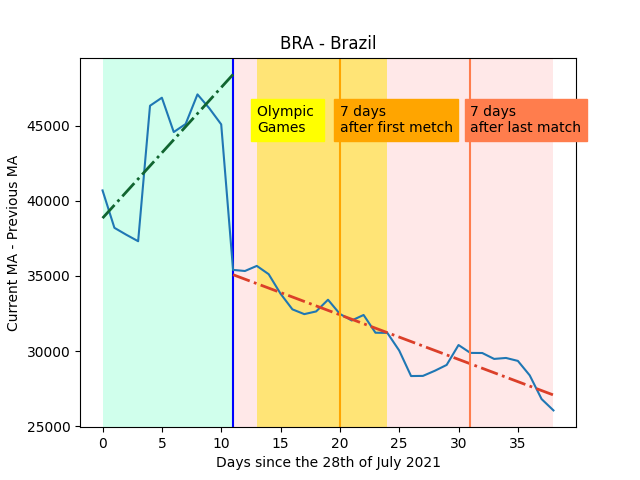 BRA - Brazil
Current MA - Previous MA
45000
40000
35000
30000
25000
Olympic
Games
7 days
after first metch
7 days
after last match
0 5 10 15 20 25 30 35
Days since the 28th of July 2021